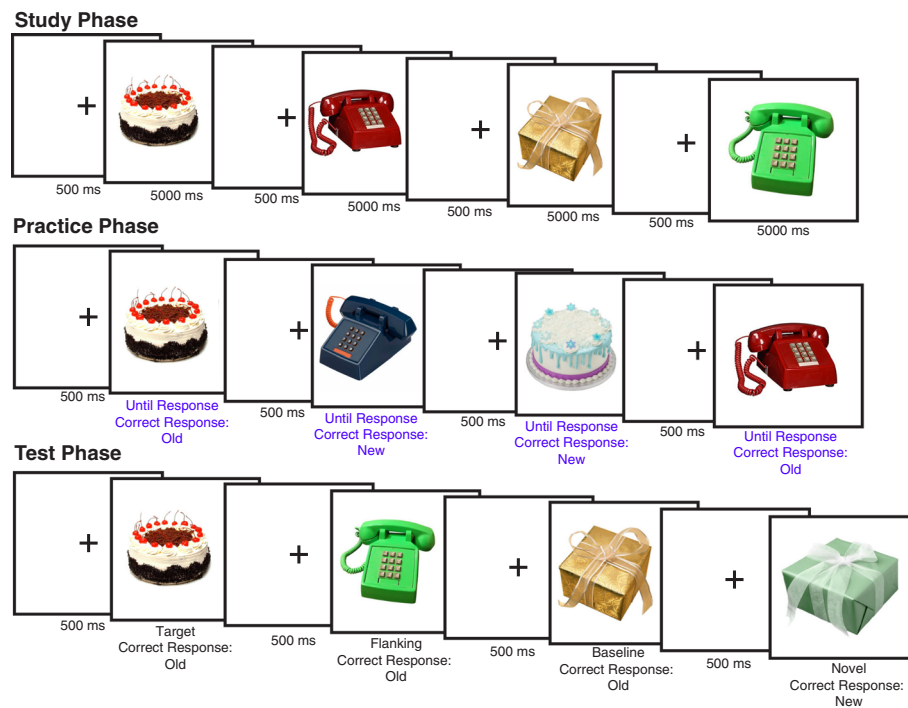 Study Phase
500 ms
5000 ms
500 ms
5000 ms
500 ms
5000 ms
500 ms
5000 ms
Practice Phase
500 ms
Until Response
Correct Response:
Old
500 ms
Until Response
Correct Response:
New
500 ms
Until Response
Correct Response:
New
500 ms
Until Response
Correct Response:
Old
Test Phase
500 ms
Target
Correct Response:
Old
500 ms
Flanking
Correct Response:
Old
500 ms
Baseline
Correct Response:
Old
500 ms
Novel
Correct Response:
New